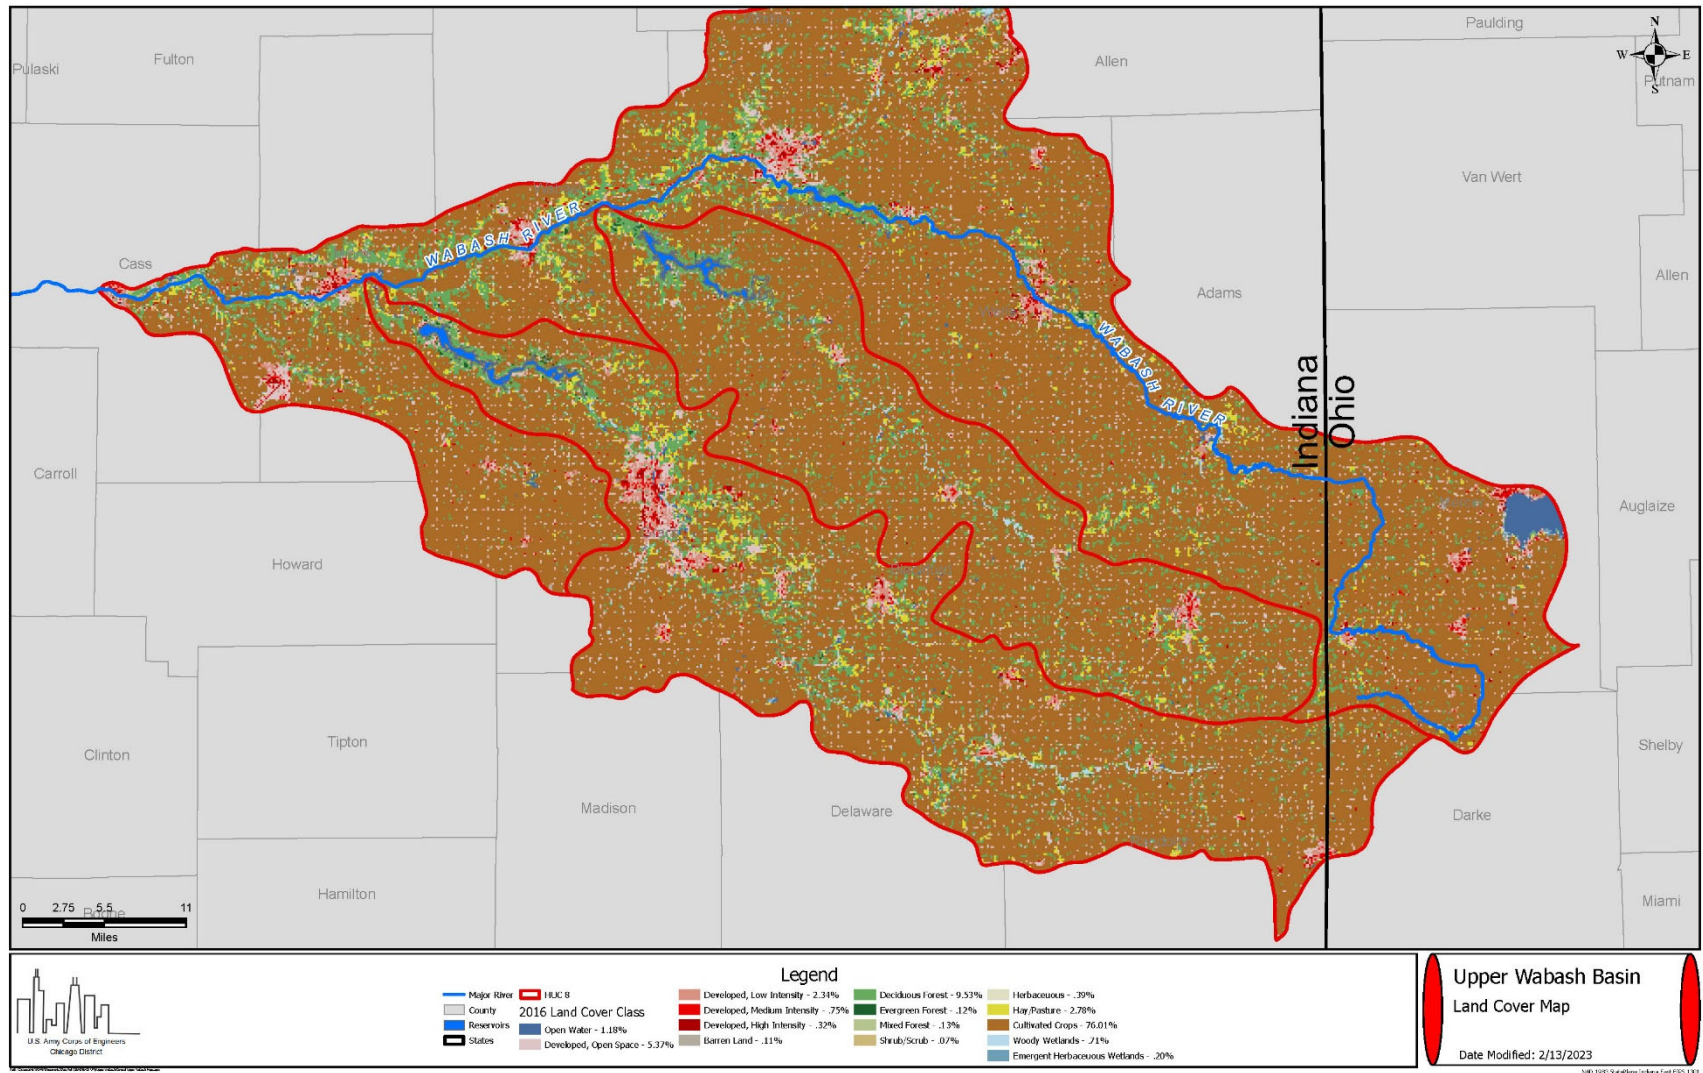 Paulding
N
W E
S
Pulaski
Fulton
Allen
Putnam
Van Wert
WABASH RIVER
Cass
Allen
Adams
WABASH RIVER
Indiana
Ohio
Carroll
Auglaize
Howard
Clinton
Tipton
Shelby
Madison
Delaware
Darke
Hamilton
Miami
0 2.75 5.5 11
Boone
Miles
Legend
Major River
County
Reservoirs
States
HUC 8
2016 Land Cover Class
Open Water - 1.18%
Developed, Open Space - 5.37%
Developed, Low Intensity - 2.34%
Developed, Medium Intensity - .75%
Developed, High Intensity - .32%
Barren Land - .11%
Deciduous Forest - 9.53%
Evergreen Forest - .12%
Mixed Forest - .13%
Shrub/Scrub - .07%
Herbaceous - .39%
Hay/Pasture - 2.78%
Cultivated Crops - 76.01%
Woody Wetlands - .71%
Emergent Herbaceuous Wetlands - .20%
U.S. Army Corps of Engineers
Chicago District
Upper Wabash Basin
Land Cover Map
Date Modified: 2/13/2023